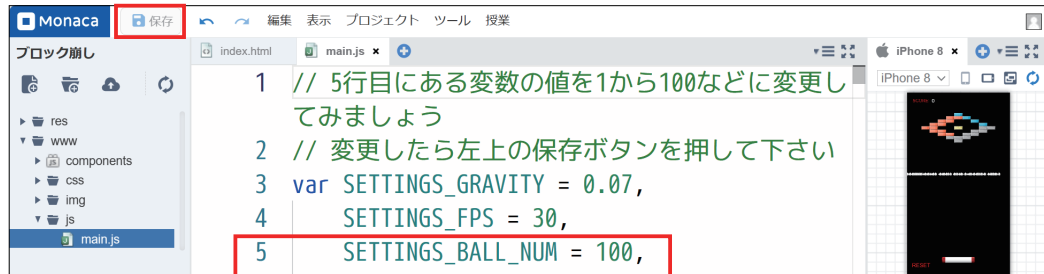 Monaca 保存 編集 表示 プロジェクト ツール 授業
ブロック崩し
index.html main.js × iPhone 8 ×
iPhone 8
res
www
components
css
img
js
main.js
1 // 5行目にある変数の値を1から100などに変更し
てみましょう
2 // 変更したら左上の保存ボタンを押して下さい
3 var SETTINGS_GRAVITY = 0.07,
4 SETTINGS_FPS = 30,
5 SETTINGS_BALL_NUM = 100,
SCORE 0
RESET